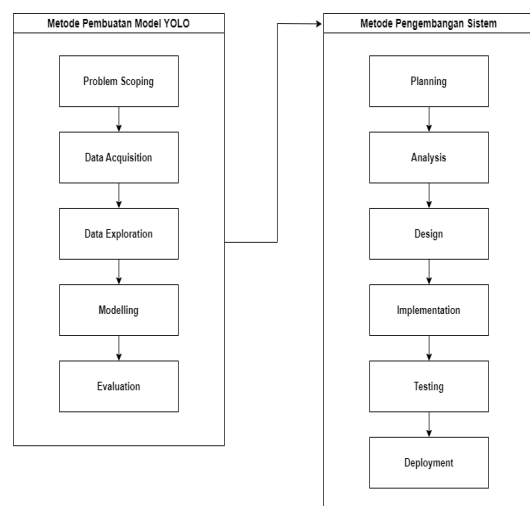 Metode Pembuatan Model YOLO
Problem Scoping
Data Acquisition
Data Exploration
Modelling
Evaluation
Metode Pengembangan Sistem
Planning
Analysis
Design
Implementation
Testing
Deployment